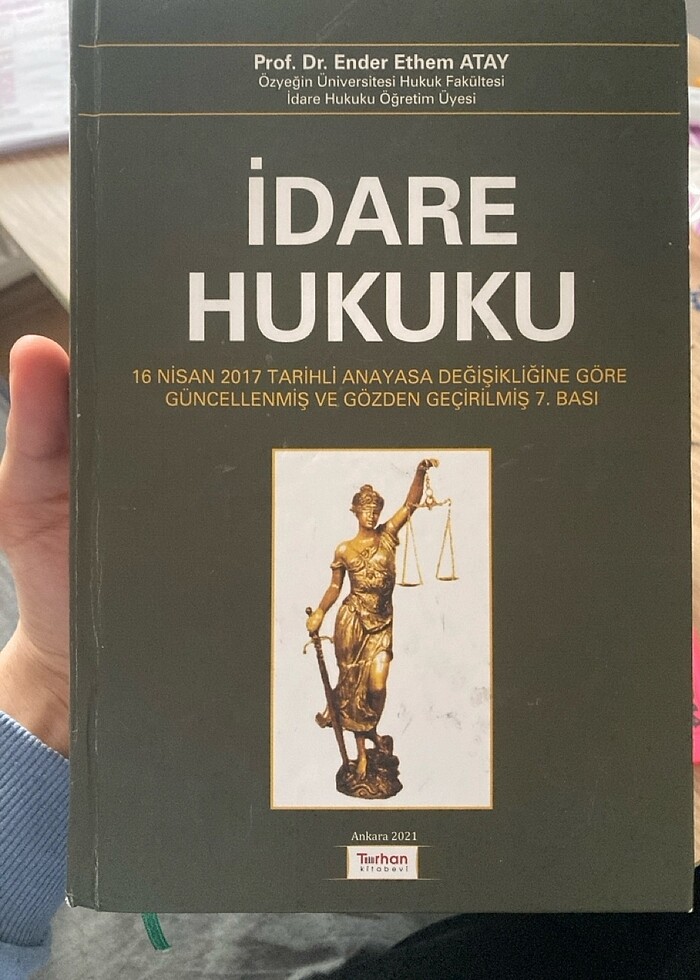 Prof. Dr. Ender Ethem ATAY
Özyeğin Üniversitesi Hukuk Fakültesi
İdare Hukuku Öğretim Üyesi
İDARE
HUKUKU
16 NİSAN 2017 TARİHLİ ANAYASA DEĞİŞİKLİĞİNE GÖRE
GÜNCELLENMİŞ VE GÖZDEN GEÇİRİLMİŞ 7. BASI
Ankara 2021
Turhan
kitabevi